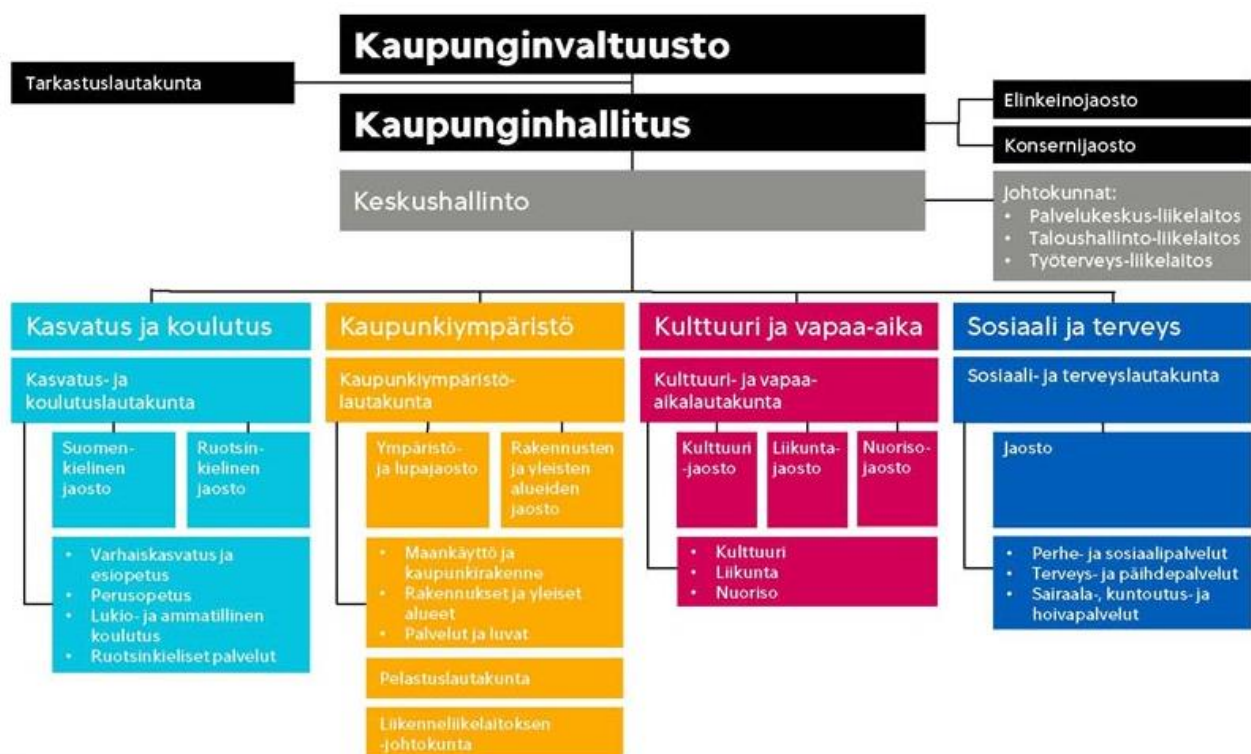 Kaupunginvaltuusto
Tarkastuslautakunta
Kaupunginhallitus
Elinkeinojaosto
Konsernijaosto
Keskushallinto
Johtokunnat:
• Palvelukeskus-liikelaitos
• Taloushallinto-liikelaitos
• Työterveys-liikelaitos
Kasvatus ja koulutus
Kasvatus- ja
koulutuslautakunta
Suomen-
kielinen
jaosto
Ruotsin-
kielinen
jaosto
• Varhaiskasvatus ja
esiopetus
• Perusopetus
• Lukio- ja ammatillinen
koulutus
• Ruotsinkieliset palvelut
Kaupunkiympäristö
Kaupunkiympäristö-
lautakunta
Ympäristö-
ja lupajaosto
Rakennusten
ja yleisten
alueiden
jaosto
• Maankäyttö ja
kaupunkirakenne
• Rakennukset ja yleiset
alueet
• Palvelut ja luvat
Pelastuslautakunta
Liikenneliikelaitoksen
-johtokunta
Kulttuuri ja vapaa-aika
Kulttuuri- ja vapaa-
aikalautakunta
Kulttuuri
-jaosto
Liikunta-
jaosto
Nuoriso-
jaosto
• Kulttuuri
• Liikunta
• Nuoriso
Sosiaali ja terveys
Sosiaali- ja terveyslautakunta
Jaosto
• Perhe- ja sosiaalipalvelut
• Terveys- ja päihdepalvelut
• Sairaala-, kuntoutus- ja
hoivapalvelut